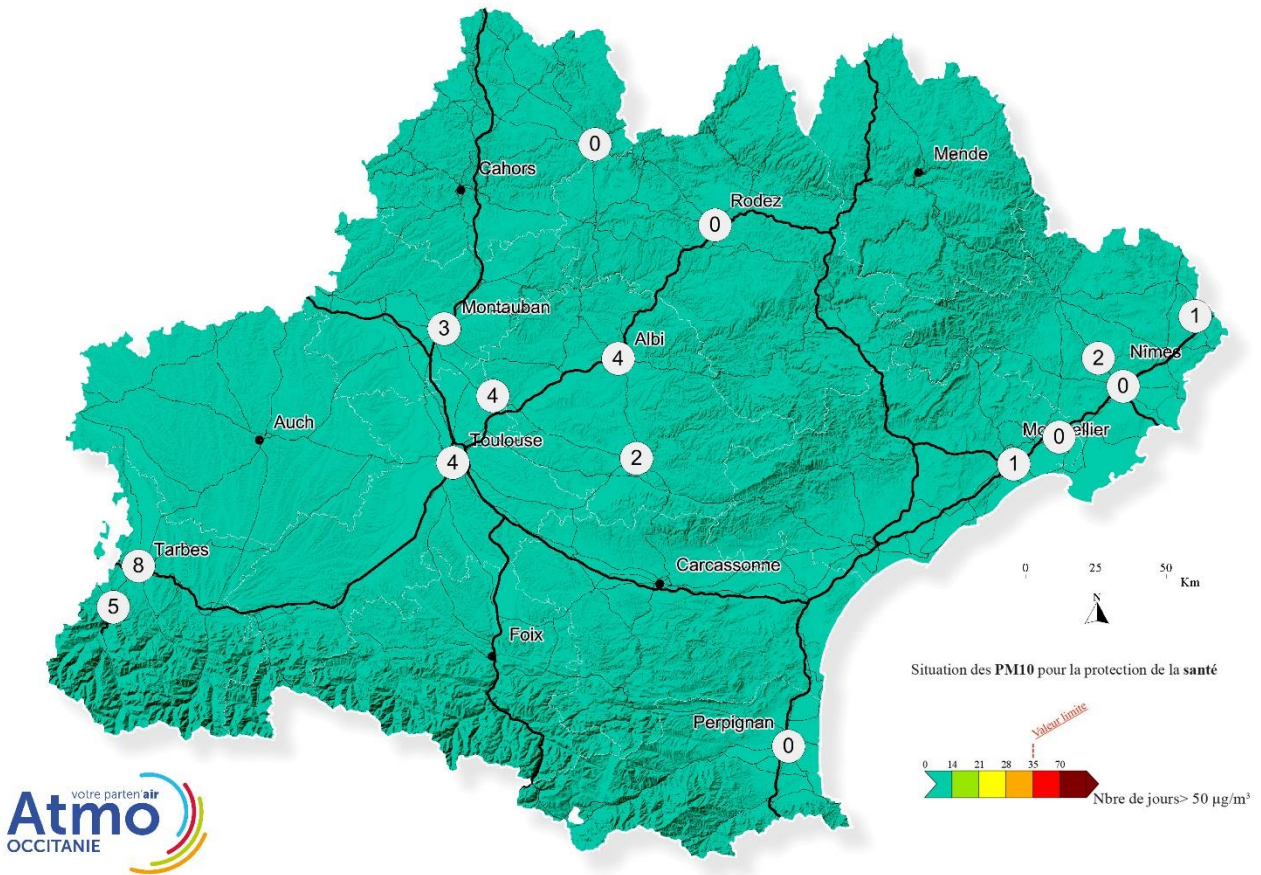 0
Cahors
Mende
Rodez
0
Montauban
3
1
Albi
4
2
Nîmes
0
4
Auch
Toulouse
4
2
Montpellier
0
1
Tarbes
8
5
Carcassonne
Foix
Perpignan
0
0 25 50
Km
N
Situation des PM10 pour la protection de la santé
Valeur limite
0 14 21 28 35 70
Nbre de jours> 50 µg/m³
votre parten'air
Atmo
OCCITANIE